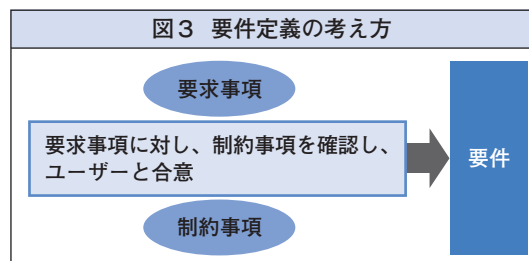 図3 要件定義の考え方
要求事項
要求事項に対し、制約事項を確認し、
ユーザーと合意
要件
制約事項